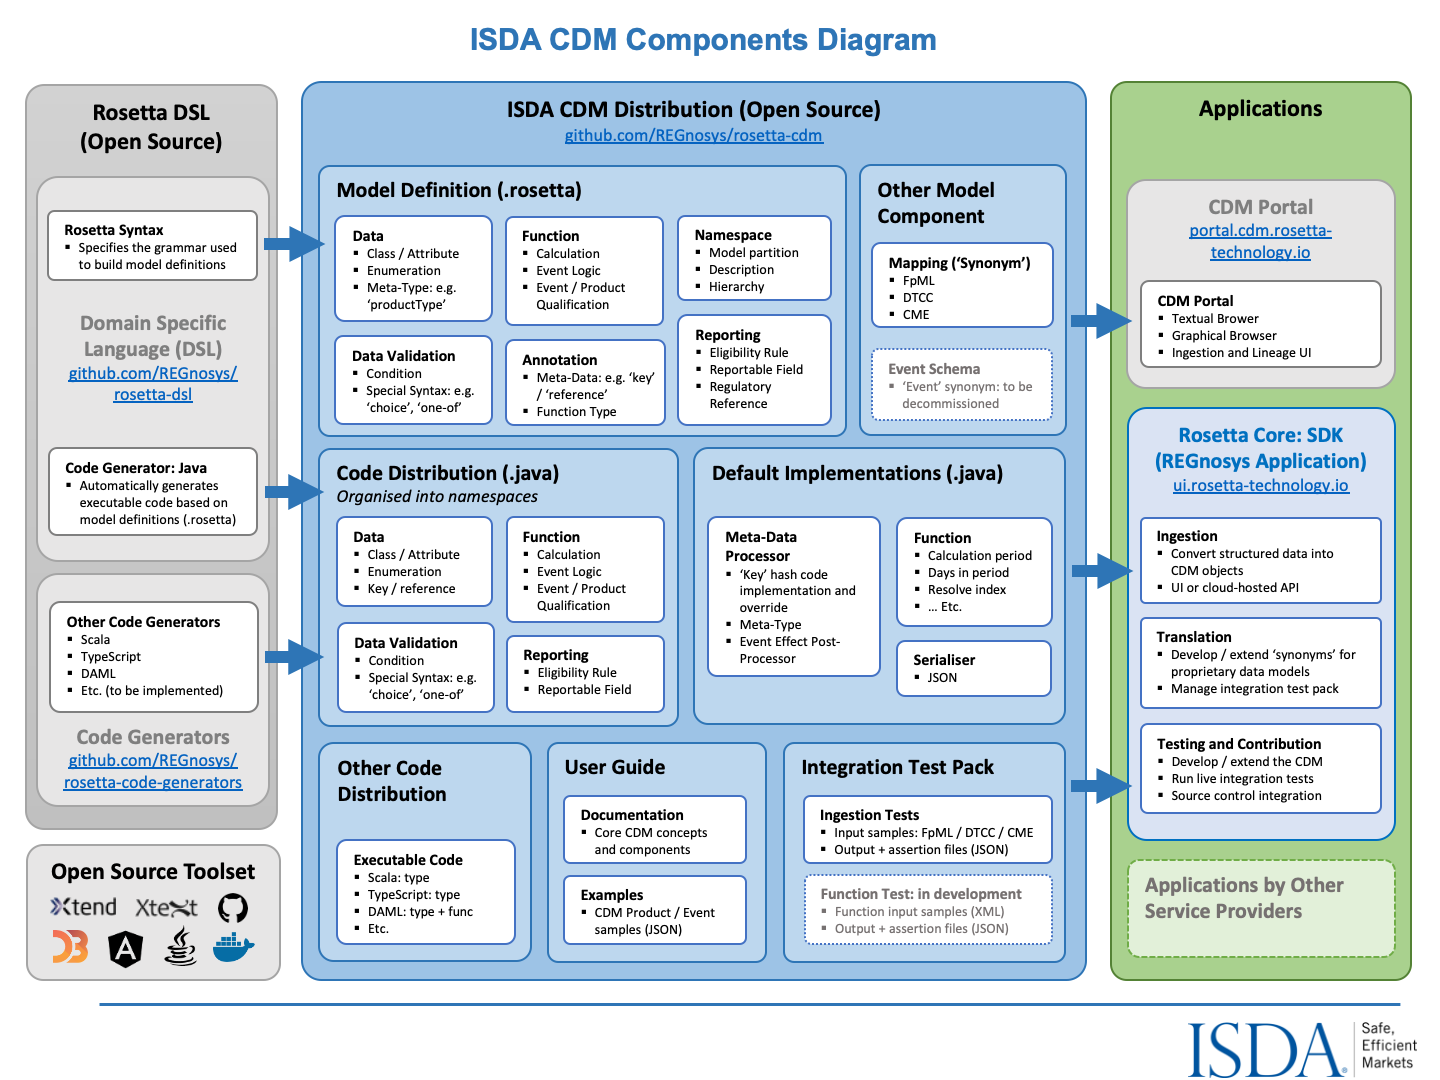 ISDA CDM Components Diagram
Rosetta DSL
(Open Source)
Rosetta Syntax
▪ Specifies the grammar used
to build model definitions
Domain Specific
Language (DSL)
github.com/REGnosys/
rosetta-dsl
Code Generator: Java
▪ Automatically generates
executable code based on
model definitions (.rosetta)
Other Code Generators
▪ Scala
▪ TypeScript
▪ DAML
▪ Etc. (to be implemented)
Code Generators
github.com/REGnosys/
rosetta-code-generators
Open Source Toolset
Xtend Xtext
D3 A Java
ISDA CDM Distribution (Open Source)
github.com/REGnosys/rosetta-cdm
Model Definition (.rosetta)
Data
▪ Class / Attribute
▪ Enumeration
▪ Meta-Type: e.g.
‘productType’
Function
▪ Calculation
▪ Event Logic
▪ Event / Product
Qualification
Namespace
▪ Model partition
▪ Description
▪ Hierarchy
Data Validation
▪ Condition
▪ Special Syntax: e.g.
‘choice’, ‘one-of’
Annotation
▪ Meta-Data: e.g. ‘key’
/ ‘reference’
▪ Function Type
Reporting
▪ Eligibility Rule
▪ Reportable Field
▪ Regulatory
Reference
Other Model
Component
Mapping (‘Synonym’)
▪ FpML
▪ DTCC
▪ CME
Event Schema
▪ ‘Event’ synonym: to be
decommissioned
Code Distribution (.java)
Organised into namespaces
Data
▪ Class / Attribute
▪ Enumeration
▪ Key / reference
Function
▪ Calculation
▪ Event Logic
▪ Event / Product
Qualification
Data Validation
▪ Condition
▪ Special Syntax: e.g.
‘choice’, ‘one-of’
Reporting
▪ Eligibility Rule
▪ Reportable Field
Default Implementations (.java)
Meta-Data
Processor
▪ ‘Key’ hash code
implementation and
override
▪ Meta-Type
▪ Event Effect Post-
Processor
Function
▪ Calculation period
▪ Days in period
▪ Resolve index
▪ ... Etc.
Serialiser
▪ JSON
Other Code
Distribution
Executable Code
▪ Scala: type
▪ TypeScript: type
▪ DAML: type + func
▪ Etc.
User Guide
Documentation
▪ Core CDM concepts
and components
Examples
▪ CDM Product / Event
samples (JSON)
Integration Test Pack
Ingestion Tests
▪ Input samples: FpML / DTCC / CME
▪ Output + assertion files (JSON)
Function Test: in development
▪ Function input samples (XML)
▪ Output + assertion files (JSON)
Applications
CDM Portal
portal.cdm.rosetta-
technology.io
CDM Portal
▪ Textual Brower
▪ Graphical Browser
▪ Ingestion and Lineage UI
Rosetta Core: SDK
(REGnosys Application)
ui.rosetta-technology.io
Ingestion
▪ Convert structured data into
CDM objects
▪ UI or cloud-hosted API
Translation
▪ Develop / extend ‘synonyms’ for
proprietary data models
▪ Manage integration test pack
Testing and Contribution
▪ Develop / extend the CDM
▪ Run live integration tests
▪ Source control integration
Applications by Other
Service Providers
ISDA®
Safe,
Efficient
Markets